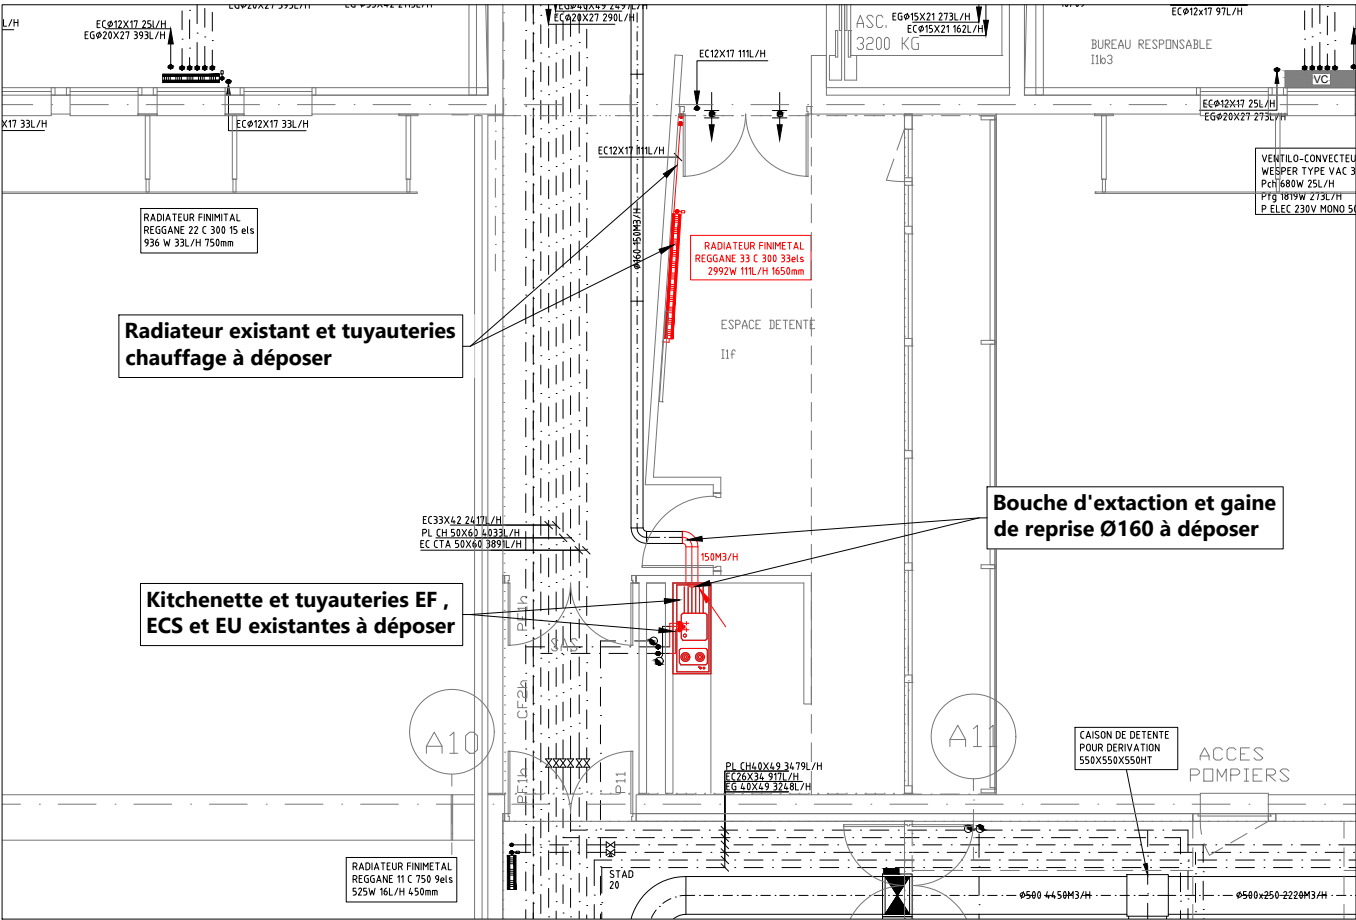 L/H
ECØ12X17 25L/H
EGØ20X27 393L/H
ECØ20X27 290L/H
ASC.
3200 KG
EGØ15X21 273L/H
ECØ15X21 162L/H
ECØ12x17 97L/H
BUREAU RESPONSABLE
I1b3
VC
EC12X17 111L/H
X17 33L/H
ECØ12X17 33L/H
ECØ12X17 25L/H
EGØ20X27 273L/H
EC12X17 111L/H
VENTILO-CONVECTEU
WESPER TYPE VAC 3
Pch 680W 25L/H
Pfg 1819W 273L/H
P ELEC 230V MONO 50
RADIATEUR FINIMITAL
REGGANE 22 C 300 15 els
936 W 33L/H 750mm
Ø160 150M3/H
RADIATEUR FINIMETAL
REGGANE 33 C 300 33els
2992W 111L/H 1650mm
Radiateur existant et tuyauteries
chauffage à déposer
ESPACE DETENTE
I1f
Bouche d'extaction et gaine
de reprise Ø160 à déposer
EC33X42 2417L/H
PL CH 50X60 4033L/H
EC CTA 50X60 3891L/H
150M3/H
Kitchenette et tuyauteries EF ,
ECS et EU existantes à déposer
PF1h
SAS
CF2h
A10
A11
PF1h
P11
CAISON DE DETENTE
POUR DERIVATION
550X550X550HT
ACCES
POMPIERS
PL CH40X49 3479L/H
EC26X34 917L/H
EG 40X49 3248L/H
RADIATEUR FINIMETAL
REGGANE 11 C 750 9els
525W 16L/H 450mm
STAD
20
Ø500 4450M3/H
Ø500x250 2220M3/H